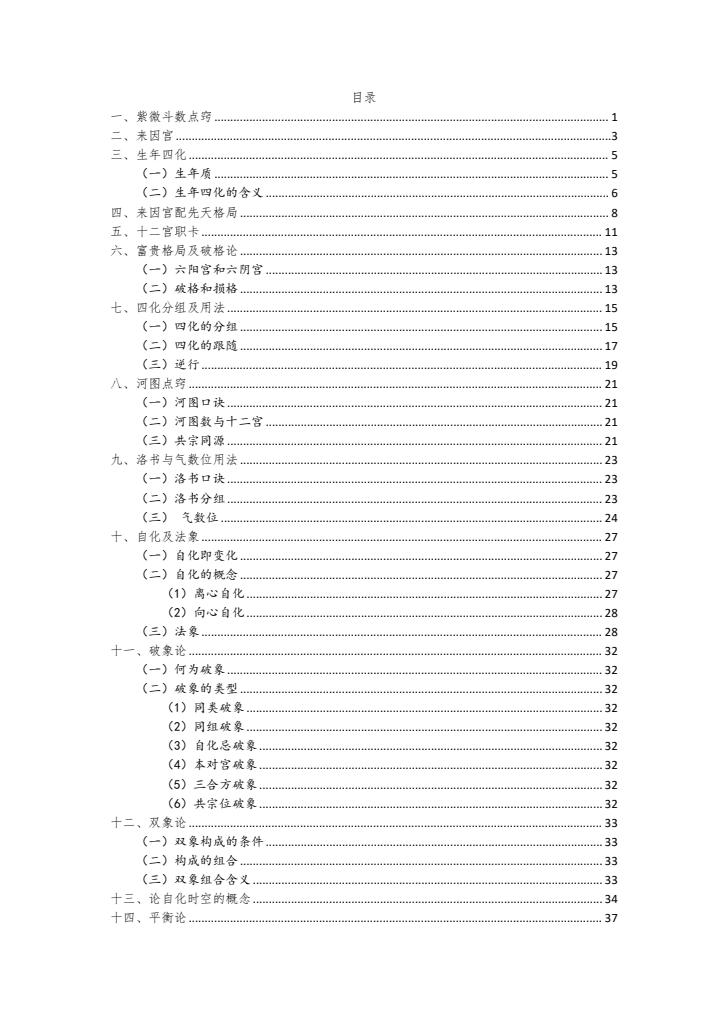 目录
一、紫微斗数点窍 1
二、来因宫 3
三、生年四化 5
（一）生年质 5
（二）生年四化的含义 6
四、来因宫配先天格局 8
五、十二宫职卡 11
六、富贵格局及破格论 13
（一）六阳宫和六阴宫 13
（二）破格和损格 13
七、四化分组及用法 15
（一）四化的分组 15
（二）四化的跟随 17
（三）逆行 19
八、河图点窍 21
（一）河图口诀 21
（二）河图数与十二宫 21
（三）共宗同源 21
九、洛书与气数位用法 23
（一）洛书口诀 23
（二）洛书分组 23
（三） 气数位 24
十、自化及法象 27
（一）自化即变化 27
（二）自化的概念 27
（1）离心自化 27
（2）向心自化 28
（三）法象 28
十一、破象论 32
（一）何为破象 32
（二）破象的类型 32
（1）同类破象 32
（2）同组破象 32
（3）自化忌破象 32
（4）本对宫破象 32
（5）三合方破象 32
（6）共宗位破象 32
十二、双象论 33
（一）双象构成的条件 33
（二）构成的组合 33
（三）双象组合含义 33
十三、论自化时空的概念 34
十四、平衡论 37